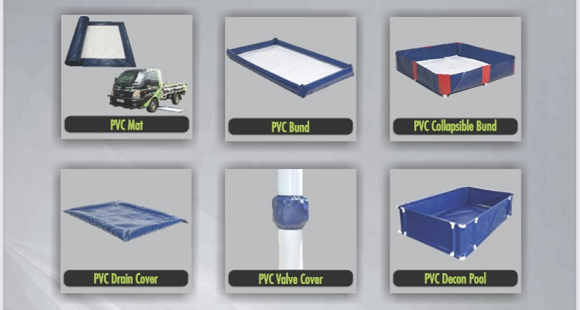 PVC Mat
PVC Bund
PVC Collapsible Bund
PVC Drain Cover
PVC Valve Cover
PVC Decon Pool